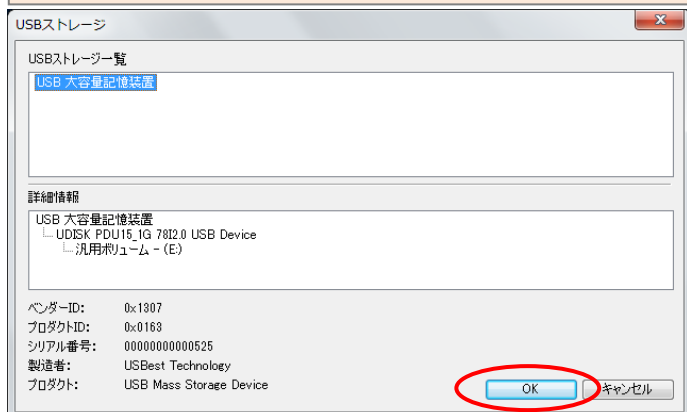 USBストレージ
USBストレージ一覧
USB 大容量記憶装置
詳細情報
USB 大容量記憶装置
UDISK PDU15_1G 78I2.0 USB Device
汎用ボリューム - (E:)
ベンダーID: 0x1307
プロダクトID: 0x0163
シリアル番号: 00000000000525
製造者: USBest Technology
プロダクト: USB Mass Storage Device
OK キャンセル